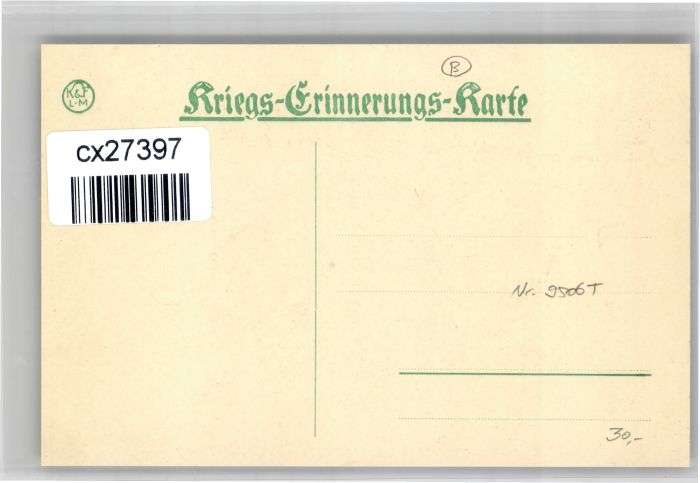 B
K&F
L-M
Kriegs-Erinnerungs-Karte
cx27397
Nr. 9506T
30,-